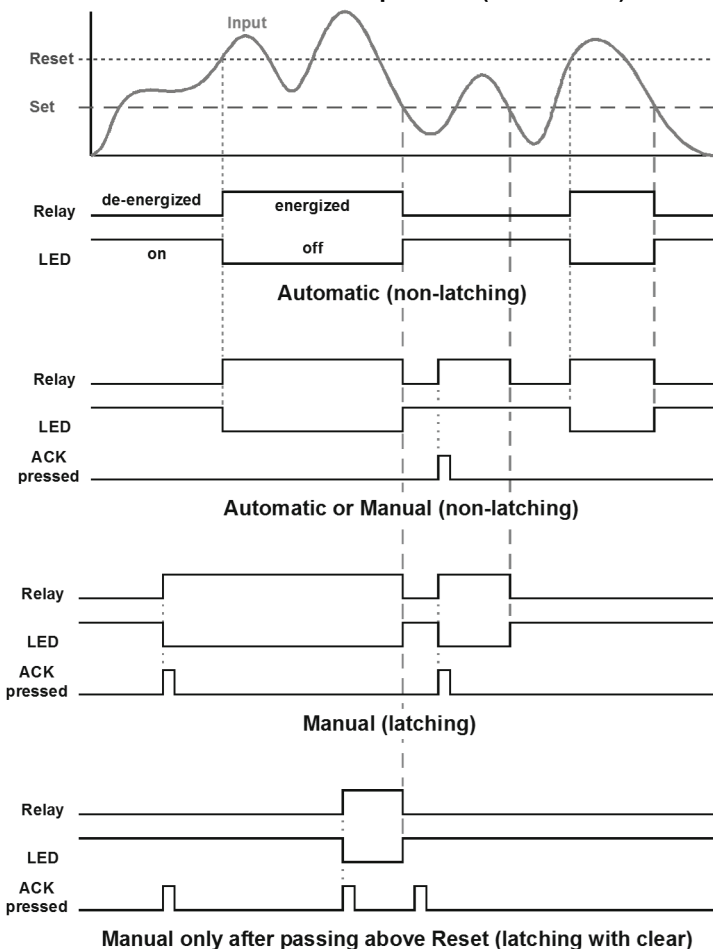 Input
Reset
Set
de-energized
energized
Relay
LED
on
off
Automatic (non-latching)
Relay
LED
ACK
pressed
Automatic or Manual (non-latching)
Relay
LED
ACK
pressed
Manual (latching)
Relay
LED
ACK
pressed
Manual only after passing above Reset (latching with clear)